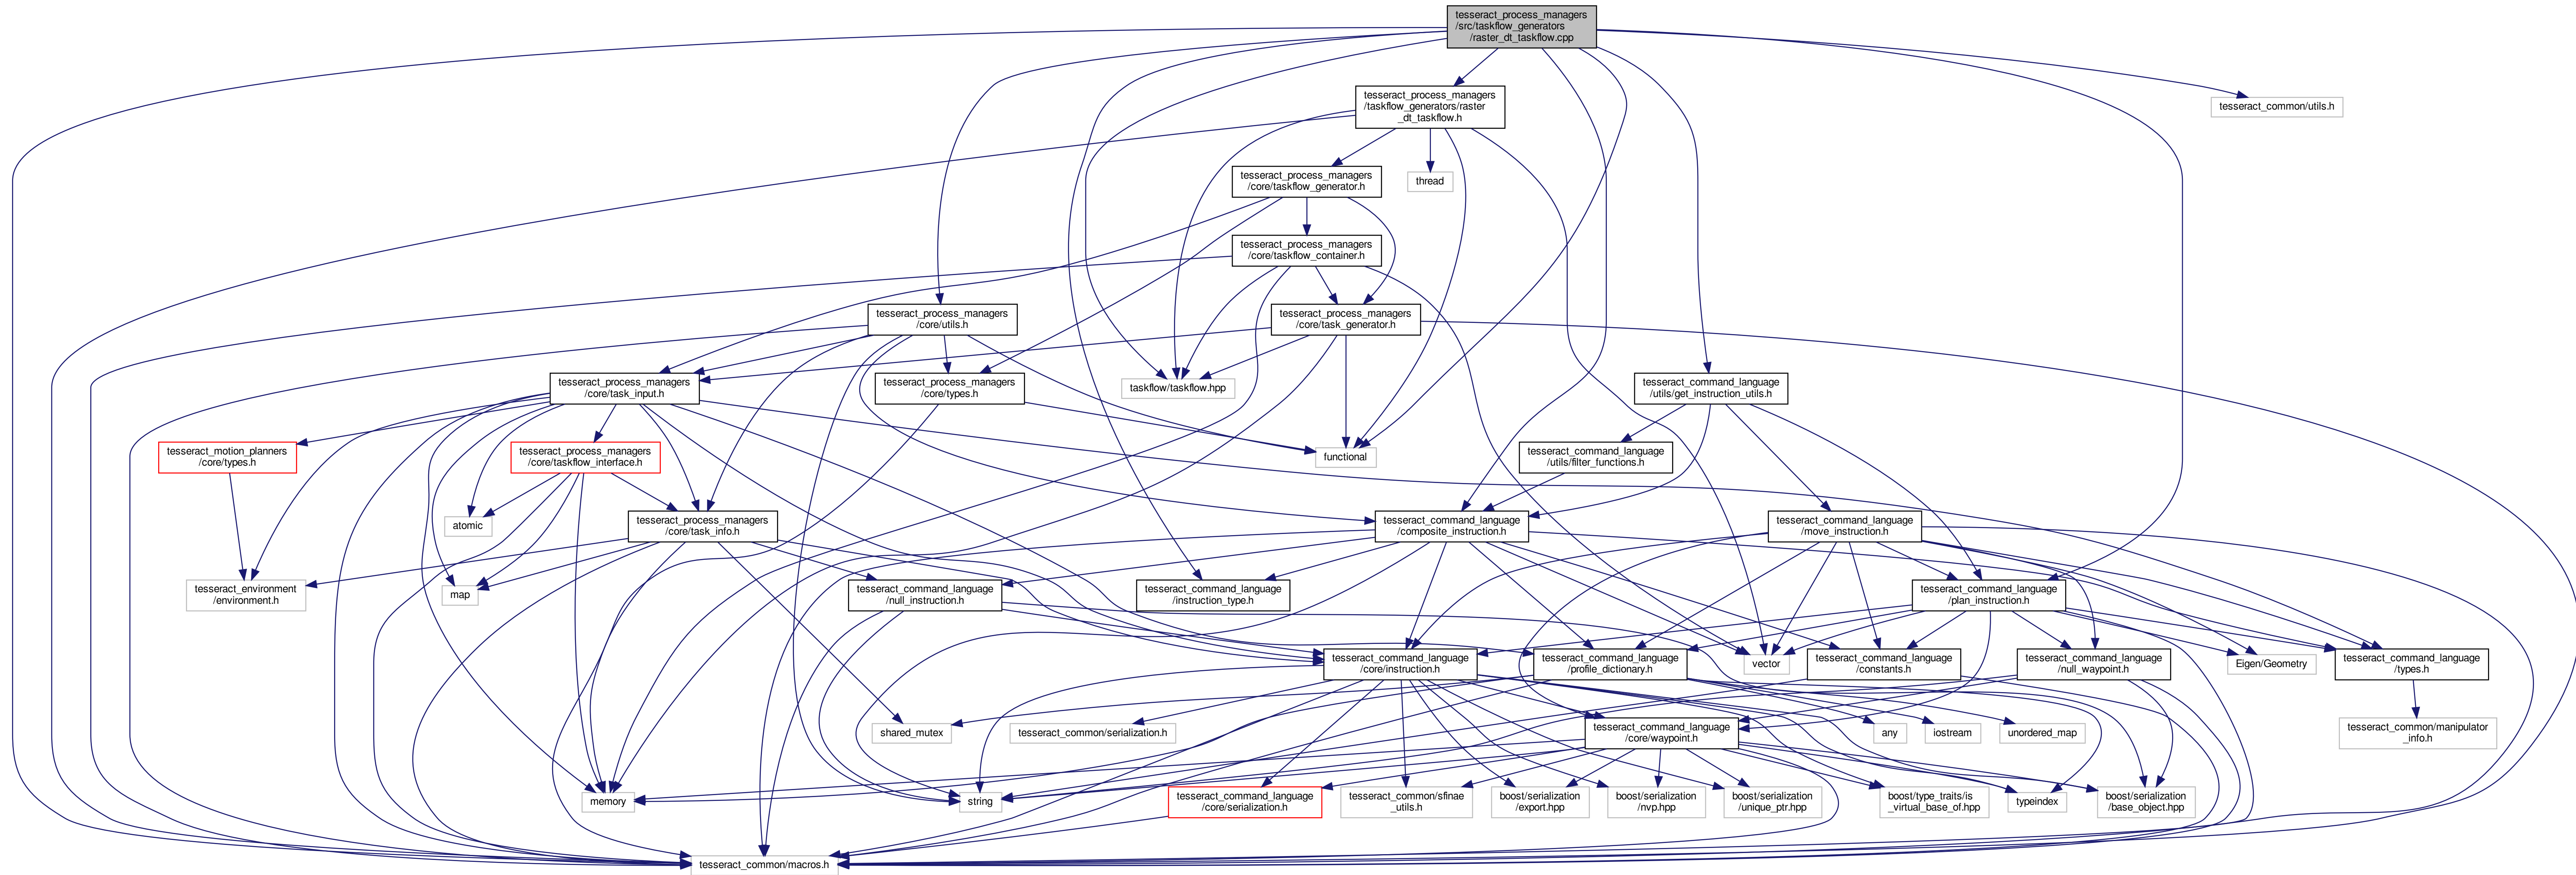 tesseract_process_managers
/src/taskflow_generators
/raster_dt_taskflow.cpp
tesseract_process_managers
/taskflow_generators/raster
_dt_taskflow.h
tesseract_common/utils.h
tesseract_process_managers
/core/taskflow_generator.h
thread
tesseract_process_managers
/core/taskflow_container.h
tesseract_process_managers
/core/utils.h
tesseract_process_managers
/core/task_generator.h
tesseract_process_managers
/core/task_input.h
tesseract_process_managers
/core/types.h
taskflow/taskflow.hpp
tesseract_command_language
/utils/get_instruction_utils.h
tesseract_motion_planners
/core/types.h
tesseract_process_managers
/core/taskflow_interface.h
functional
tesseract_command_language
/utils/filter_functions.h
atomic
tesseract_process_managers
/core/task_info.h
tesseract_command_language
/composite_instruction.h
tesseract_command_language
/move_instruction.h
tesseract_environment
/environment.h
map
tesseract_command_language
/null_instruction.h
tesseract_command_language
/instruction_type.h
tesseract_command_language
/plan_instruction.h
tesseract_command_language
/core/instruction.h
tesseract_command_language
/profile_dictionary.h
vector
tesseract_command_language
/constants.h
tesseract_command_language
/null_waypoint.h
Eigen/Geometry
tesseract_command_language
/types.h
shared_mutex
tesseract_common/serialization.h
tesseract_command_language
/core/waypoint.h
any
iostream
unordered_map
tesseract_common/manipulator
_info.h
memory
string
tesseract_command_language
/core/serialization.h
tesseract_common/sfinae
_utils.h
boost/serialization
/export.hpp
boost/serialization
/nvp.hpp
boost/serialization
/unique_ptr.hpp
boost/type_traits/is
_virtual_base_of.hpp
typeindex
boost/serialization
/base_object.hpp
tesseract_common/macros.h